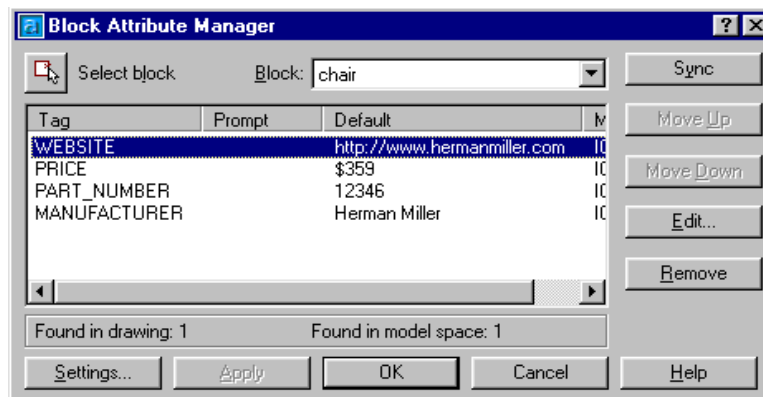 Block Attribute Manager
Select block Block: chair Sync
Tag Prompt Default M Move Up
WEBSITE http://www.hermanmiller.com
PRICE $359
PART_NUMBER 12346 Move Down
MANUFACTURER Herman Miller
Edit...
Remove
Found in drawing: 1 Found in model space: 1
Settings... Apply OK Cancel Help